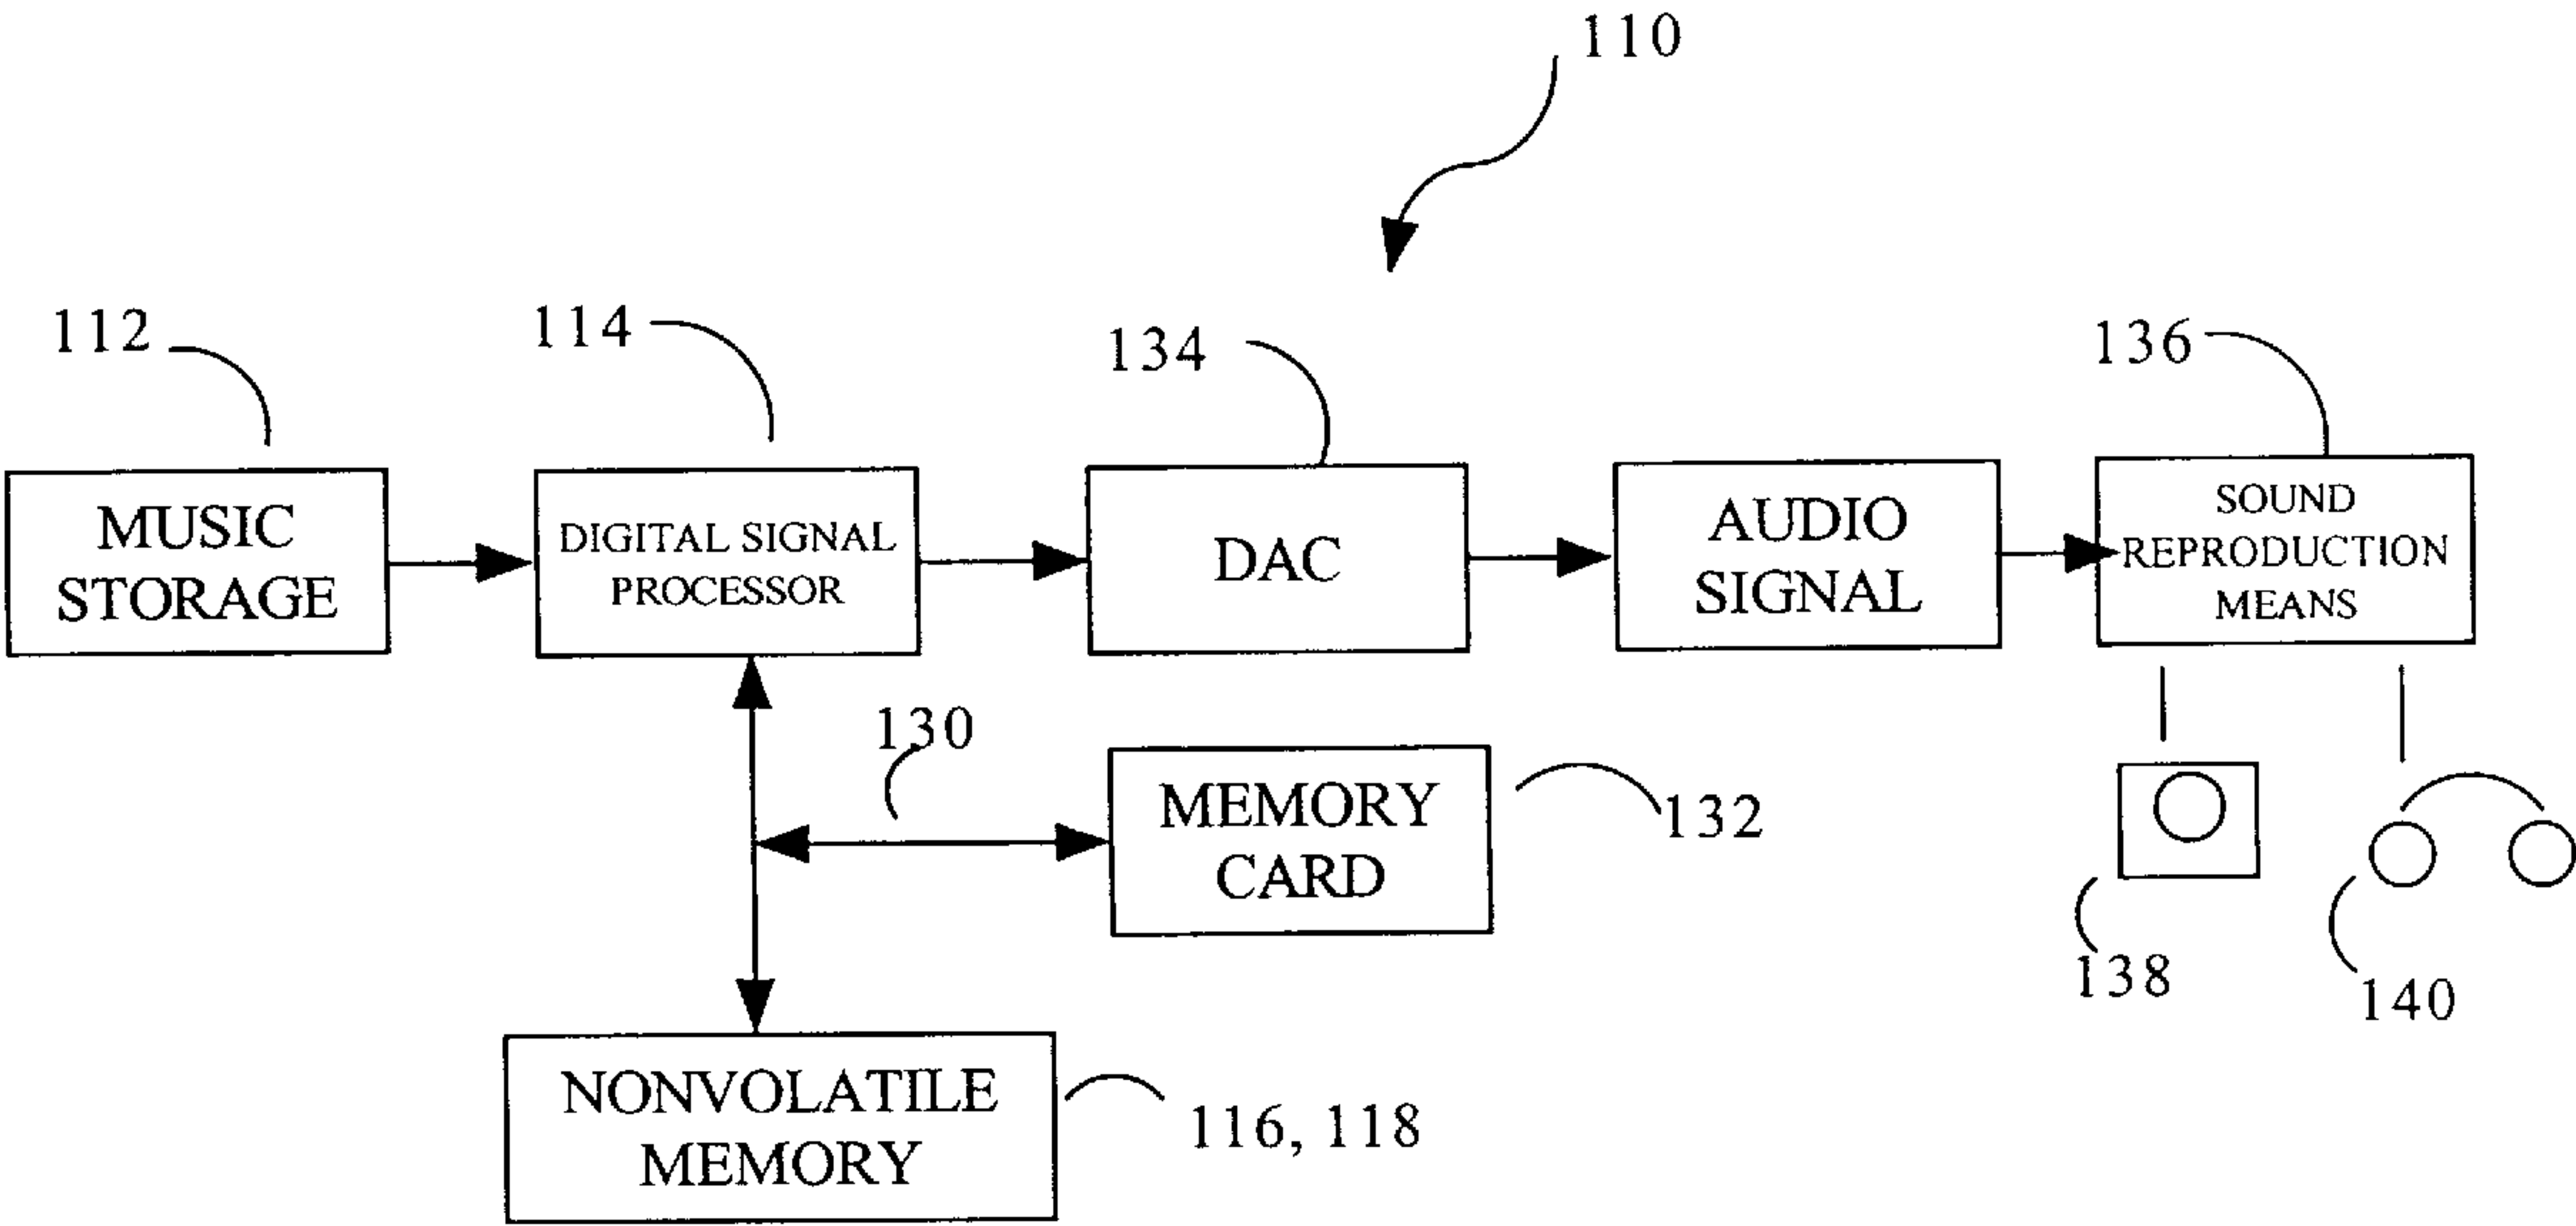 110
112
114
134
136
MUSIC
STORAGE
DIGITAL SIGNAL
PROCESSOR
DAC
AUDIO
SIGNAL
SOUND
REPRODUCTION
MEANS
130
MEMORY
CARD
132
138
140
NONVOLATILE
MEMORY
116, 118